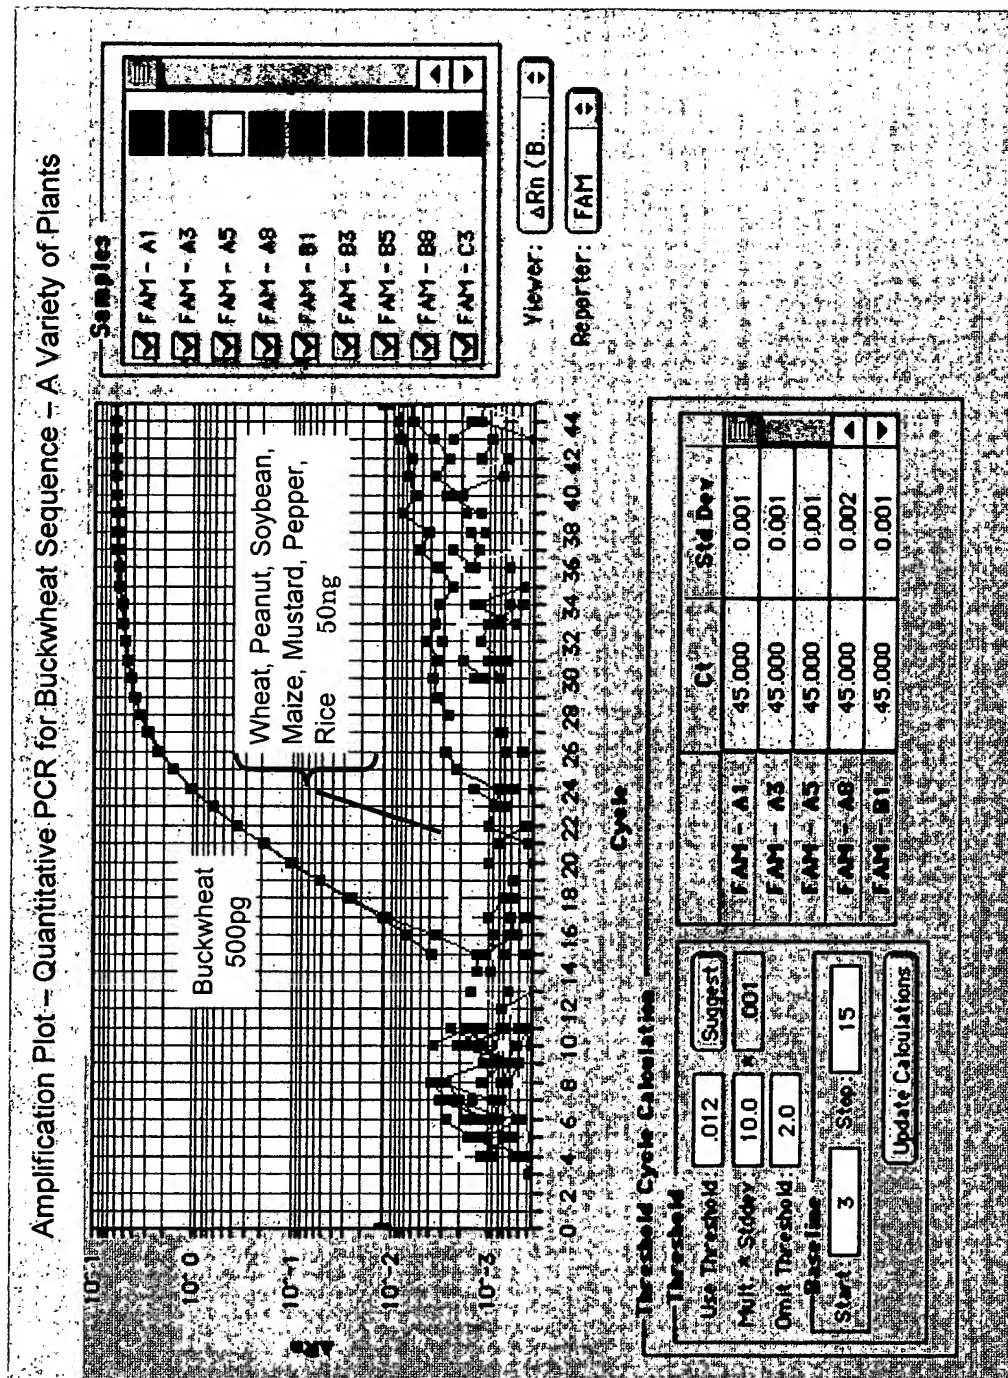 Amplification Plot – Quantitative PCR for Buckwheat Sequence – A Variety of Plants
10^1
10^0
10^-1
10^-2
10^-3
ΔRn
Buckwheat
500pg
Wheat, Peanut, Soybean,
Maize, Mustard, Pepper,
Rice 50ng
0 2 4 6 8 10 12 14 16 18 20 22 24 26 28 30 32 34 36 38 40 42 44
Cycle
Samples
FAM - A1
FAM - A3
FAM - A5
FAM - A8
FAM - B1
FAM - B3
FAM - B5
FAM - B8
FAM - C3
Viewer: ΔRn (B...
Reporter: FAM
Threshold Cycle Calculation
Threshold
Use Threshold: .012 Suggest
Mult. * Stddev: 10.0 * .001
Omit Threshold: 2.0
Baseline
Start: 3 Stop: 15
Update Calculations
Ct Std Dev
FAM - A1 45.000 0.001
FAM - A3 45.000 0.001
FAM - A5 45.000 0.001
FAM - A8 45.000 0.002
FAM - B1 45.000 0.001